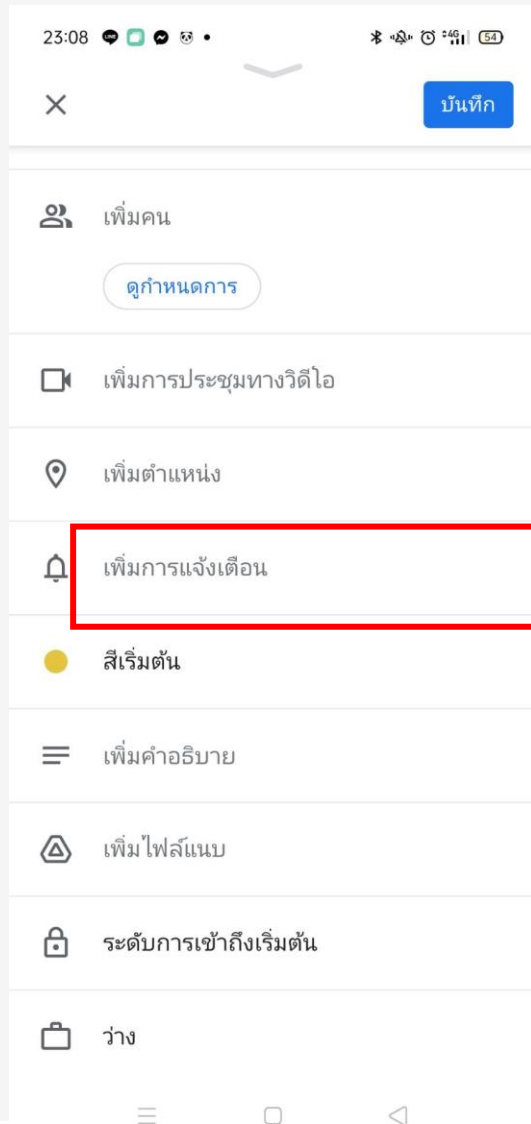 23:08 4G 54
บันทึก
เพิ่มคน
ดูกำหนดการ
เพิ่มการประชุมทางวิดีโอ
เพิ่มตำแหน่ง
เพิ่มการแจ้งเตือน
สีเริ่มต้น
เพิ่มคำอธิบาย
เพิ่มไฟล์แนบ
ระดับการเข้าถึงเริ่มต้น
ว่าง